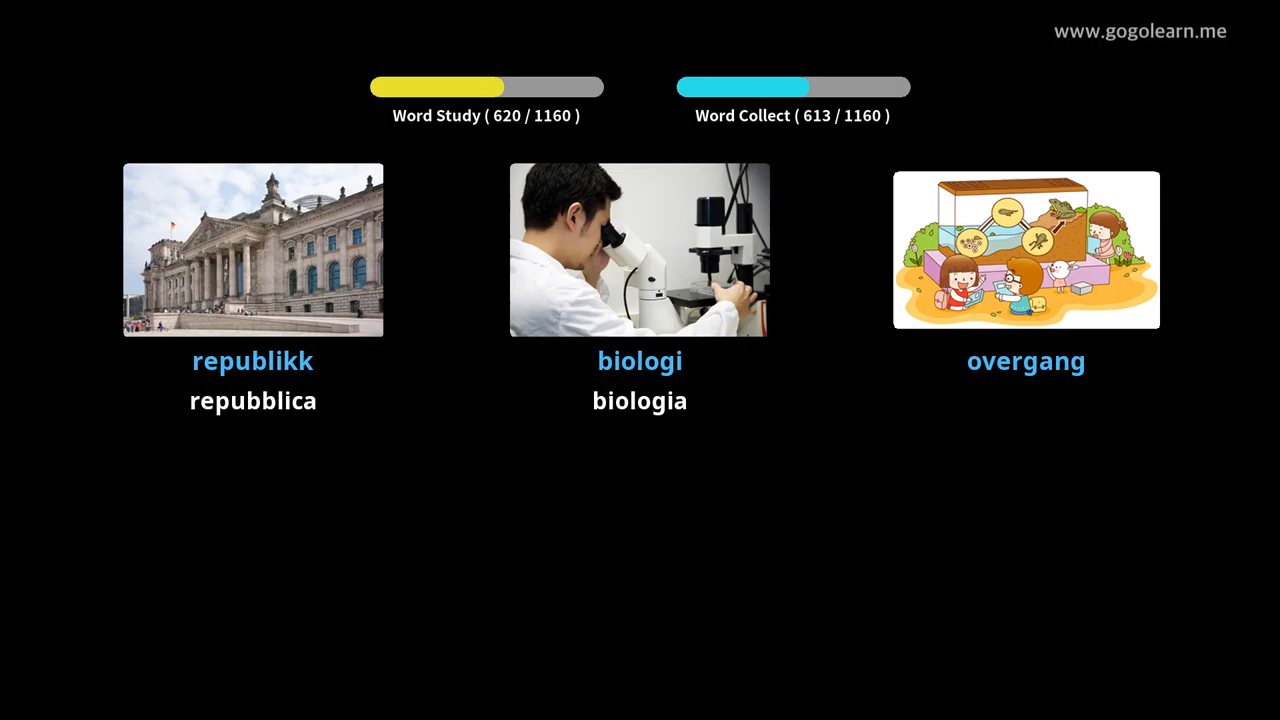 www.gogolearn.me
Word Study ( 620 / 1160 )
Word Collect ( 613 / 1160 )
republikk
biologi
overgang
repubblica
biologia